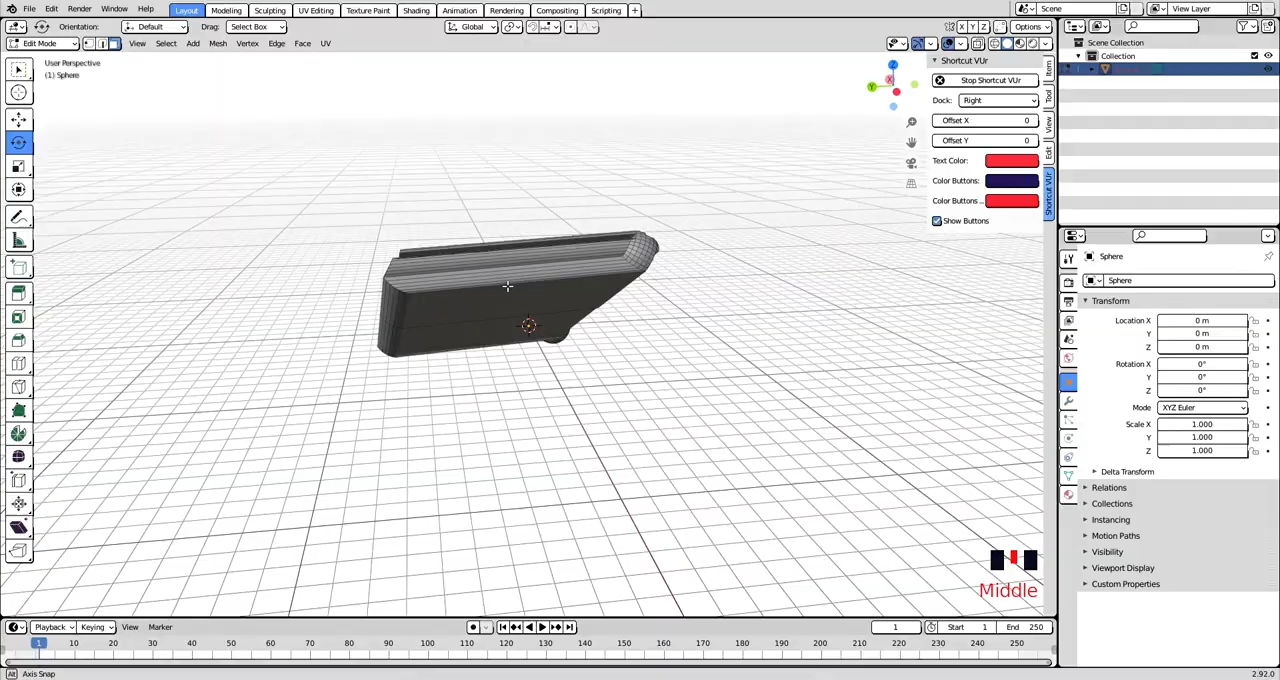 File Edit Render Window Help Layout Modeling Sculpting UV Editing Texture Paint Shading Animation Rendering Compositing Scripting + Scene View Layer
Orientation: Default Drag: Select Box Global X Y Z Options
Edit Mode View Select Add Mesh Vertex Edge Face UV
User Perspective
(1) Sphere
Z
X
Y
Shortcut VUr
Stop Shortcut VUr
Dock: Right
Offset X 0
Offset Y 0
Text Color:
Color Buttons:
Color Buttons ..
Show Buttons
Item
Tool
View
Edit
Shortcut VUr
Scene Collection
Collection
Sphere
Sphere
Transform
Location X 0 m
Y 0 m
Z 0 m
Rotation X 0°
Y 0°
Z 0°
Mode XYZ Euler
Scale X 1.000
Y 1.000
Z 1.000
Delta Transform
Relations
Collections
Instancing
Motion Paths
Visibility
Viewport Display
Custom Properties
Middle
Playback Keying View Marker 1 Start 1 End 250
1 10 20 30 40 50 60 70 80 90 100 110 120 130 140 150 160 170 180 190 200 210 220 230 240 250
Alt Axis Snap 2.92.0